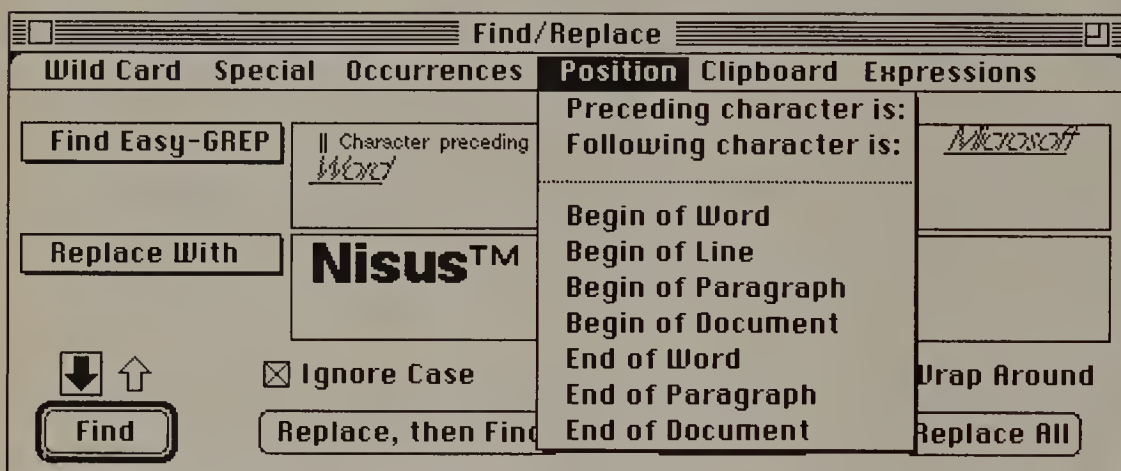 Find/Replace
Wild Card Special Occurrences Position Clipboard Expressions
Preceding character is:
Following character is:
Begin of Word
Begin of Line
Begin of Paragraph
Begin of Document
End of Word
End of Paragraph
End of Document
Find Easy-GREP
Character preceding
Microsoft
Word
Replace With
Nisus™
Ignore Case
Wrap Around
Find
Replace, then Find
Replace All